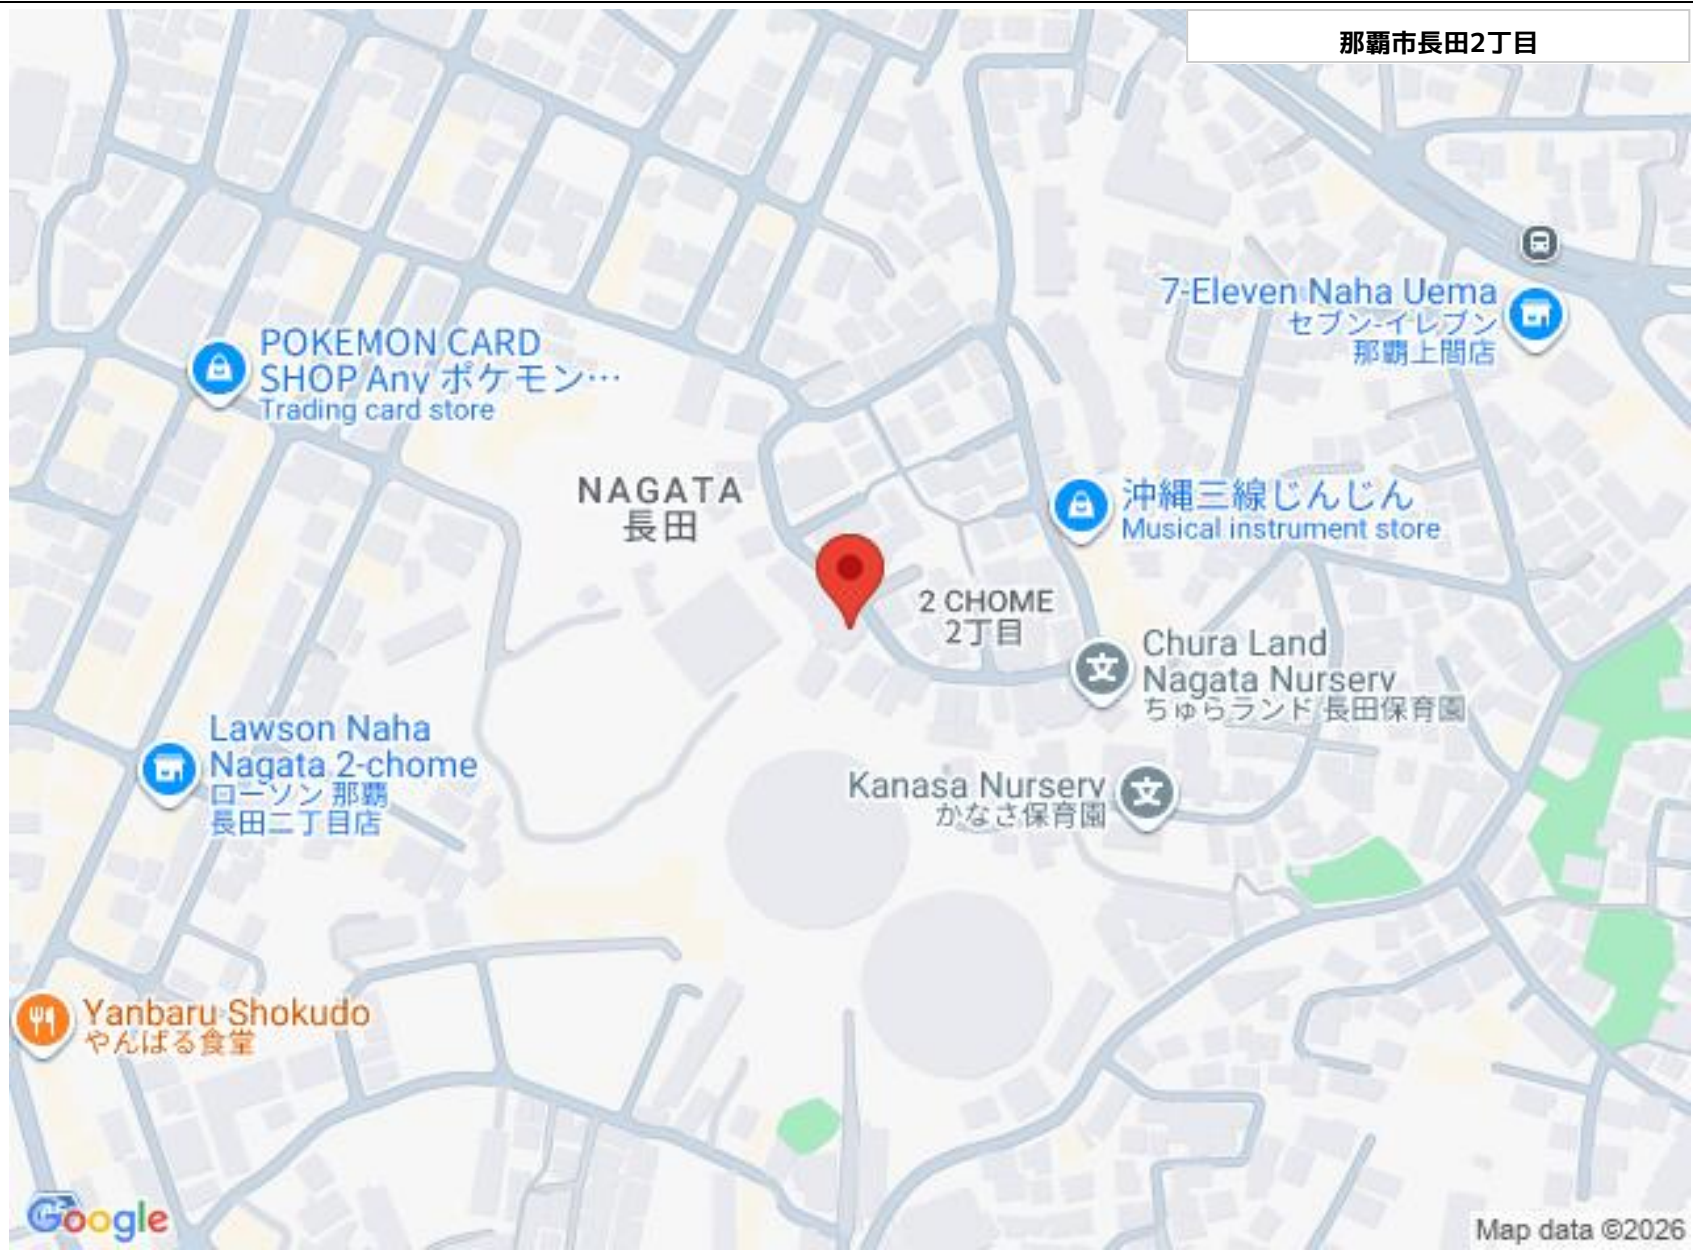 那覇市長田2丁目
7-Eleven Naha Uema
セブン-イレブン
那覇上間店
POKEMON CARD
SHOP Any ポケモン…
Trading card store
NAGATA
長田
沖縄三線じんじん
Musical instrument store
2 CHOME
2丁目
Chura Land
Nagata Nursery
ちゅらランド 長田保育園
Lawson Naha
Nagata 2-chome
ローソン 那覇
長田二丁目店
Kanasa Nursery
かなさ保育園
Yanbaru Shokudo
やんばる食堂
Google
Map data ©2026